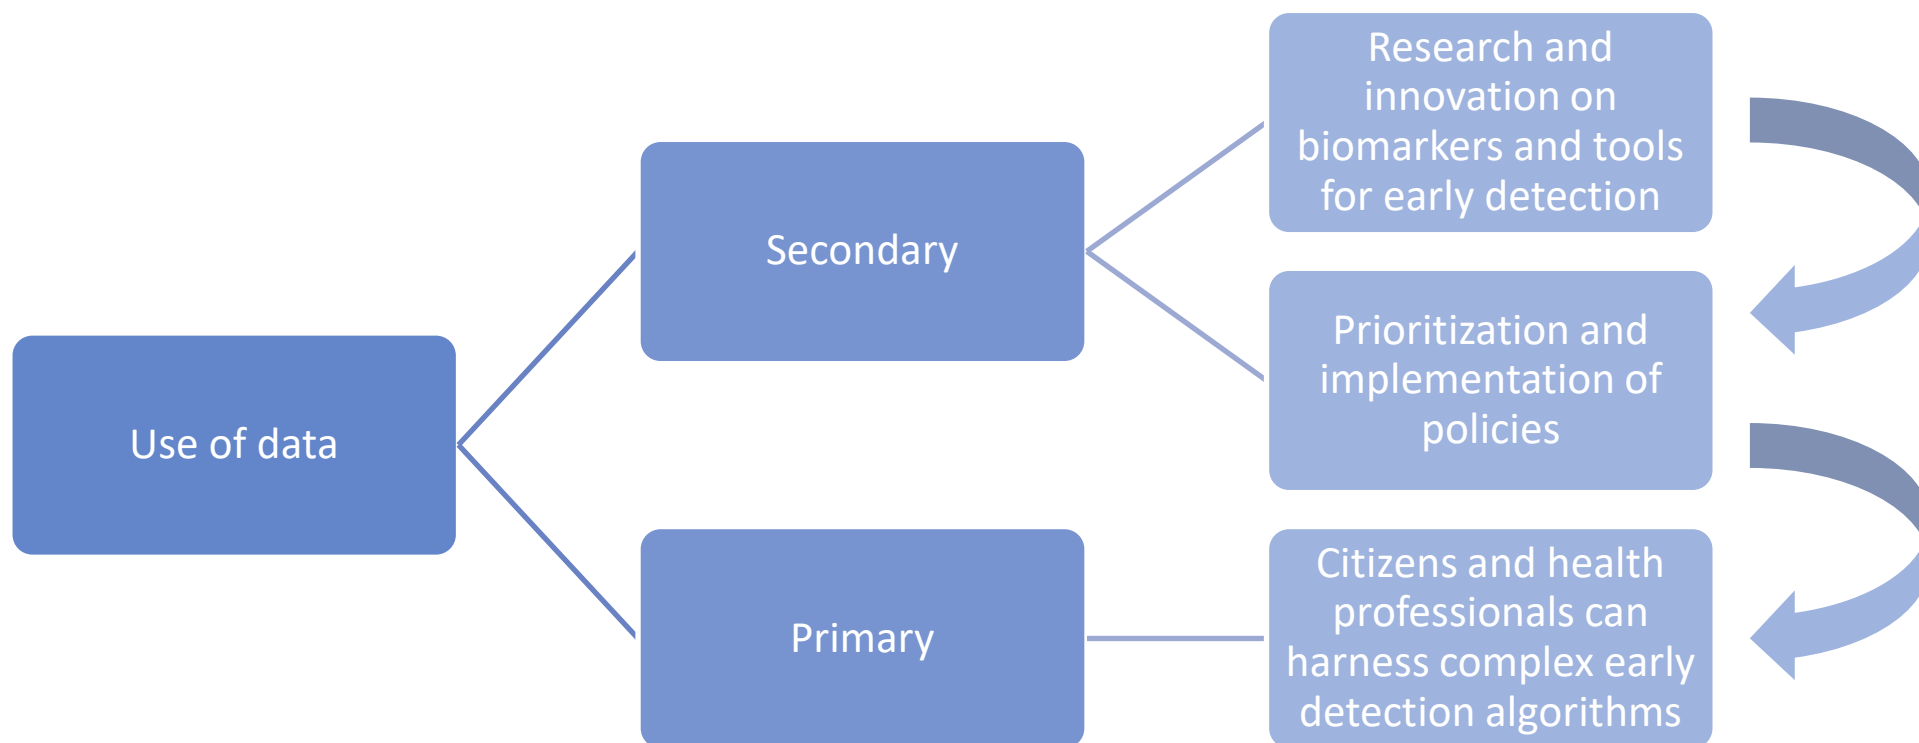 Use of data
Secondary
Primary
Research and
innovation on
biomarkers and tools
for early detection
Prioritization and
implementation of
policies
Citizens and health
professionals can
harness complex early
detection algorithms